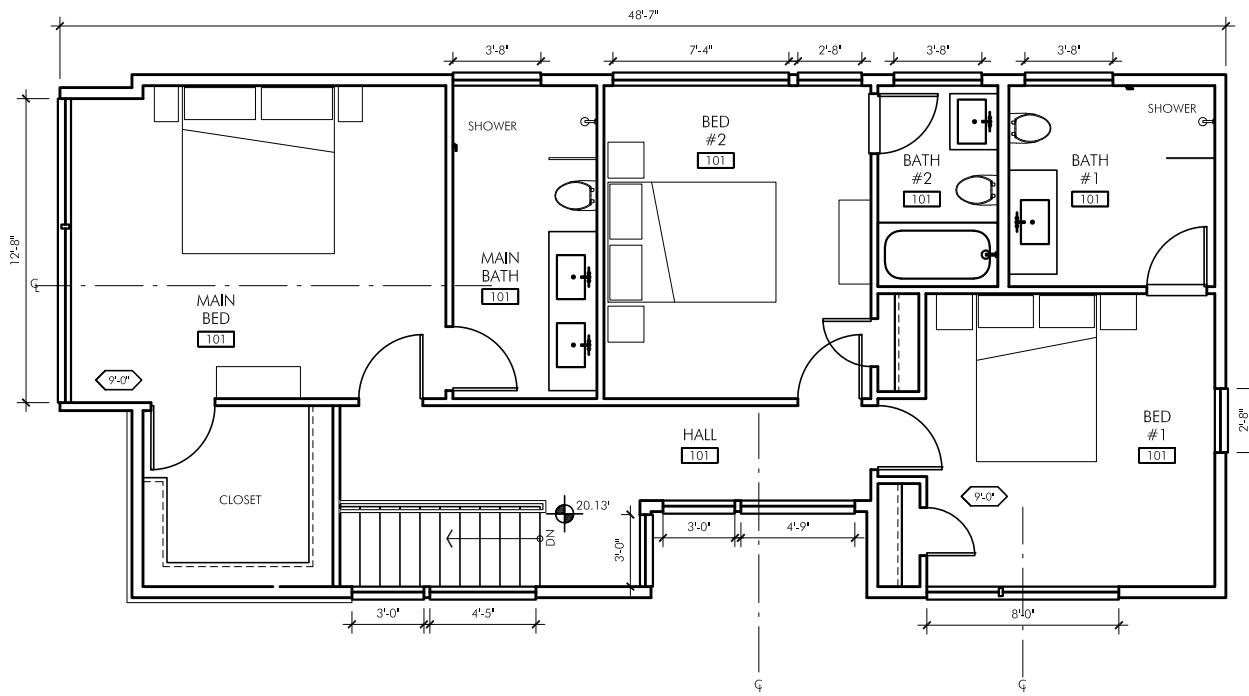 48'-7"
3'-8"
7'-4"
2'-8"
3'-8"
3'-8"
SHOWER
BED
#2
101
BATH
#2
101
BATH
#1
101
SHOWER
12'-8"
MAIN
BATH
101
MAIN
BED
101
9'-0"
HALL
101
BED
#1
101
2'-8"
CLOSET
20.13'
DN
3'-0"
3'-0"
4'-9"
9'-0"
3'-0"
4'-5"
8'-0"